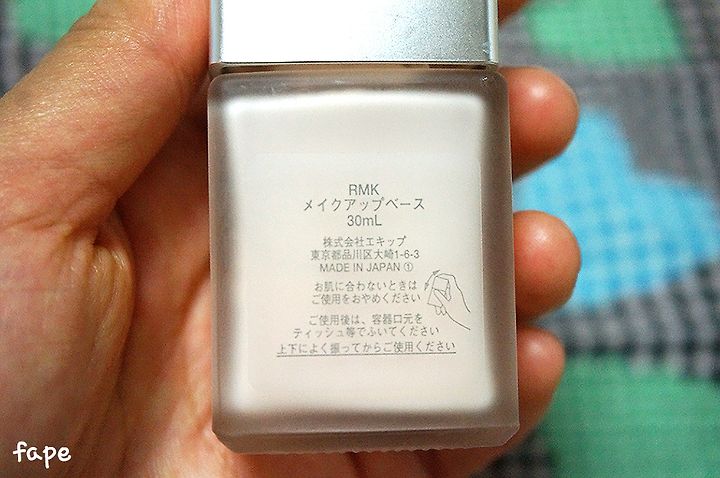 RMK
メイクアップベース
30mL
株式会社エキップ
東京都品川区大崎1-6-3
MADE IN JAPAN ①
お肌に合わないときは
ご使用をおやめください
ご使用後は、容器口元を
ティッシュ等でふいてください
上下によく振ってからご使用ください
fape